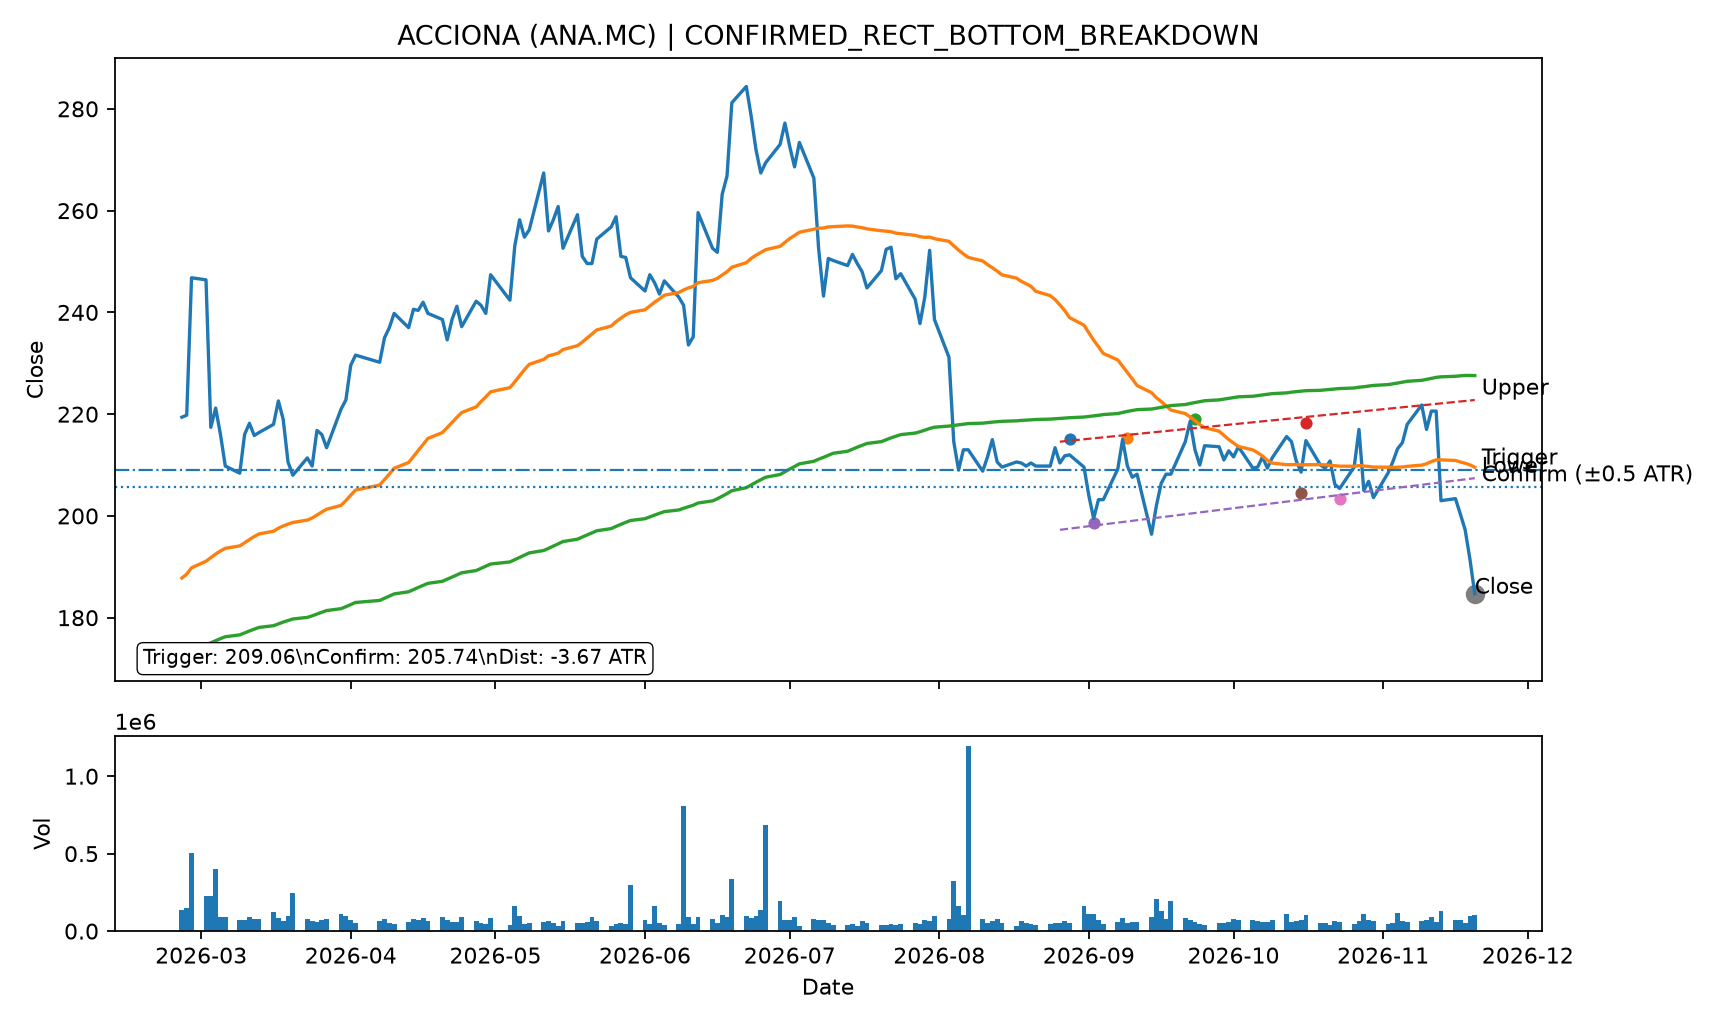 ACCIONA (ANA.MC) | CONFIRMED_RECT_BOTTOM_BREAKDOWN
Close
280
260
240
220
200
180
Upper
Trigger
Lower
Confirm (±0.5 ATR)
Close
Trigger: 209.06\nConfirm: 205.74\nDist: -3.67 ATR
1e6
Vol
1.0
0.5
0.0
2026-03
2026-04
2026-05
2026-06
2026-07
2026-08
2026-09
2026-10
2026-11
2026-12
Date